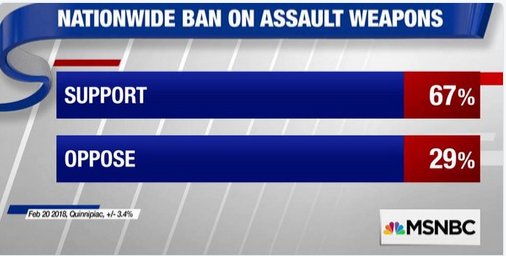 NATIONWIDE BAN ON ASSAULT WEAPONS
SUPPORT 67%
OPPOSE 29%
Feb 20 2018, Quinnipiac, +/- 3.4%
MSNBC